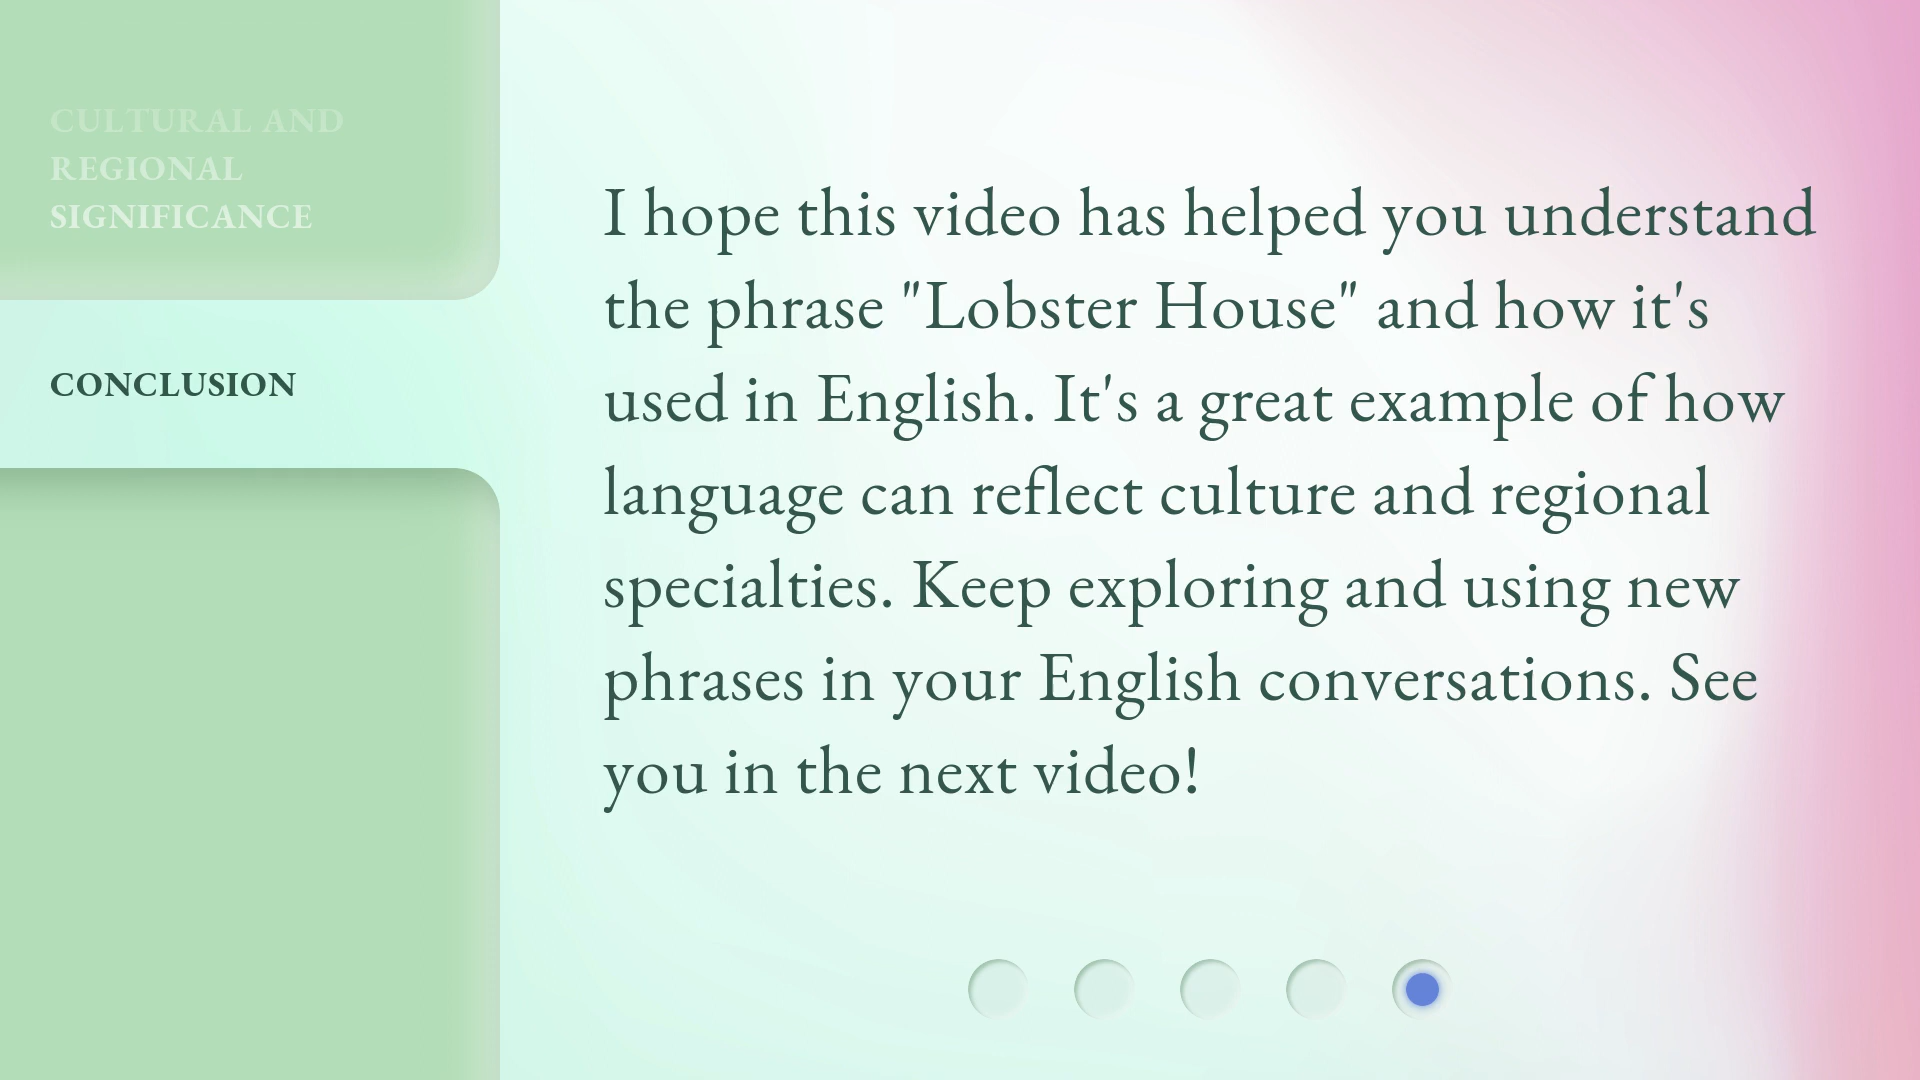 CULTURAL AND
REGIONAL
SIGNIFICANCE
CONCLUSION
I hope this video has helped you understand
the phrase "Lobster House" and how it's
used in English. It's a great example of how
language can reflect culture and regional
specialties. Keep exploring and using new
phrases in your English conversations. See
you in the next video!